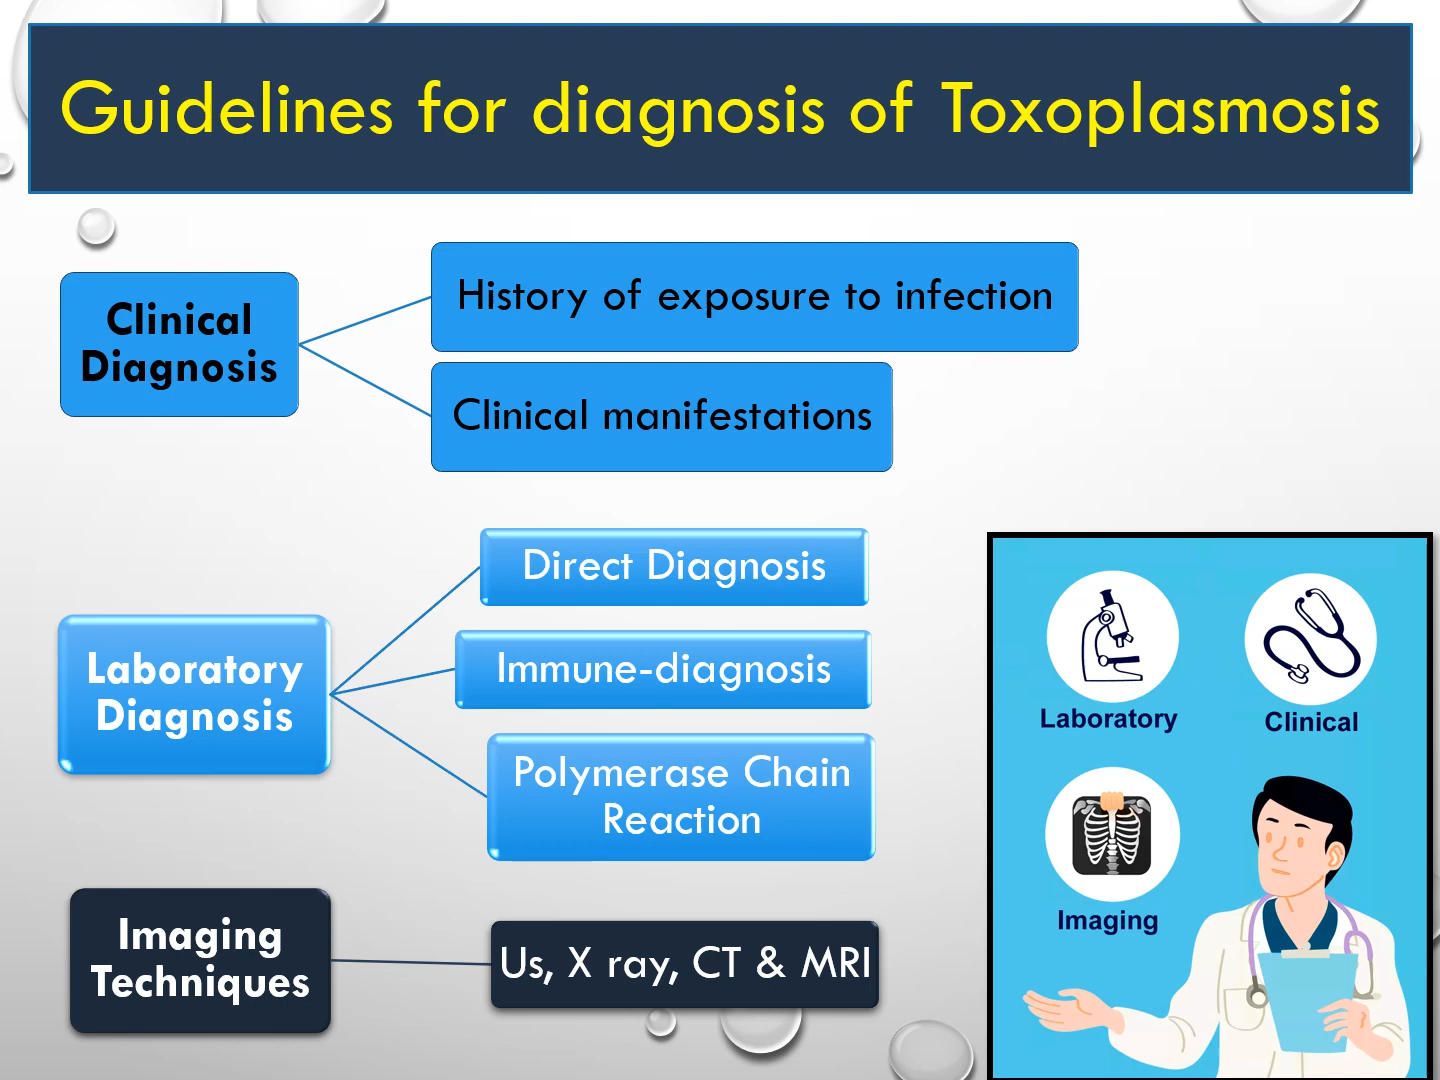 Guidelines for diagnosis of Toxoplasmosis
Clinical
Diagnosis
History of exposure to infection
Clinical manifestations
Laboratory
Diagnosis
Direct Diagnosis
Immune-diagnosis
Polymerase Chain
Reaction
Imaging
Techniques
Us, X ray, CT & MRI
Laboratory
Clinical
Imaging